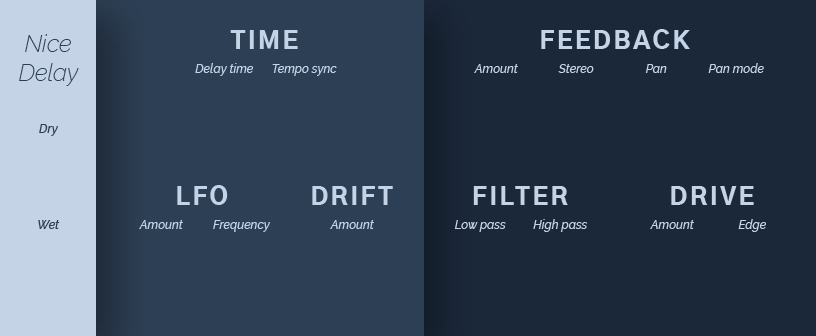 Nice
Delay
Dry
Wet
TIME
Delay time Tempo sync
LFO
Amount Frequency
DRIFT
Amount
FEEDBACK
Amount Stereo Pan Pan mode
FILTER
Low pass High pass
DRIVE
Amount Edge